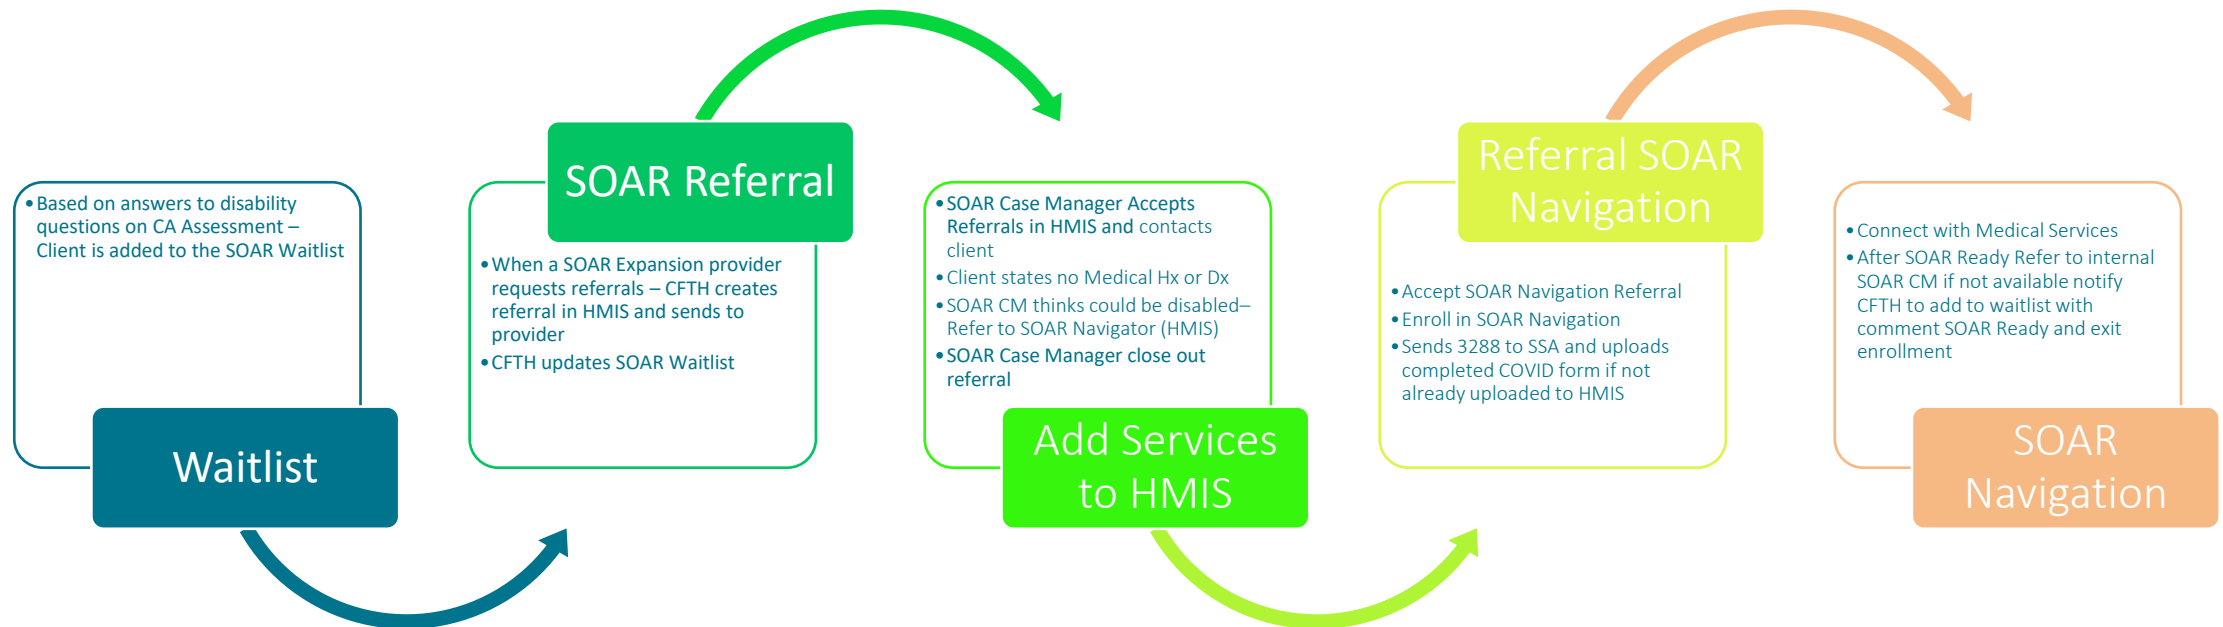 • Based on answers to disability
questions on CA Assessment –
Client is added to the SOAR Waitlist
Waitlist
SOAR Referral
• When a SOAR Expansion provider
requests referrals – CFTH creates
referral in HMIS and sends to
provider
• CFTH updates SOAR Waitlist
• SOAR Case Manager Accepts
Referrals in HMIS and contacts
client
• Client states no Medical Hx or Dx
• SOAR CM thinks could be disabled–
Refer to SOAR Navigator (HMIS)
• SOAR Case Manager close out
referral
Add Services
to HMIS
Referral SOAR
Navigation
• Accept SOAR Navigation Referral
• Enroll in SOAR Navigation
• Sends 3288 to SSA and uploads
completed COVID form if not
already uploaded to HMIS
• Connect with Medical Services
• After SOAR Ready Refer to internal
SOAR CM if not available notify
CFTH to add to waitlist with
comment SOAR Ready and exit
enrollment
SOAR
Navigation